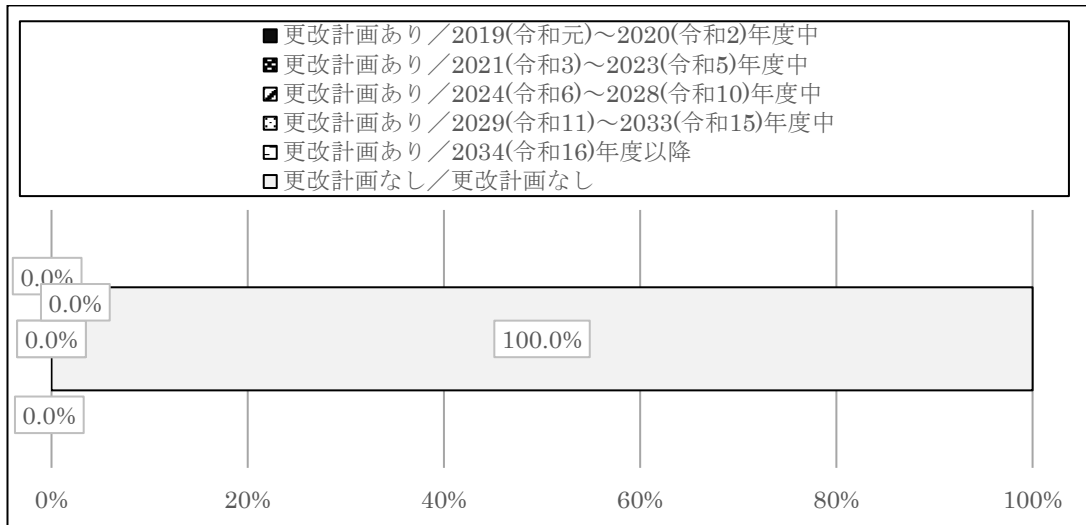 ■更改計画あり／2019(令和元)～2020(令和2)年度中
更改計画あり／2021(令和3)～2023(令和5)年度中
更改計画あり／2024(令和6)～2028(令和10)年度中
更改計画あり／2029(令和11)～2033(令和15)年度中
更改計画あり／2034(令和16)年度以降
□更改計画なし／更改計画なし
0.0%
0.0%
0.0%
100.0%
0.0%
0%
20%
40%
60%
80%
100%